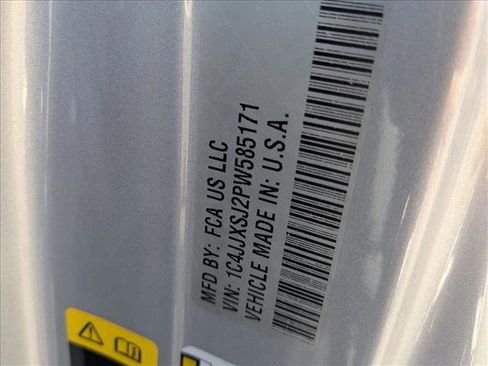 MFD BY: FCA US LLC
VIN: 1C4JJXSJ2PW585171
VEHICLE MADE IN: U.S.A.